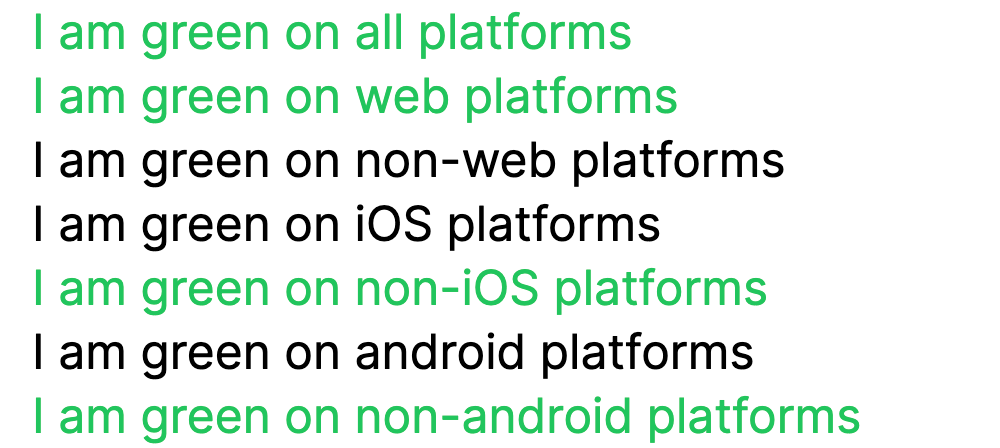 I am green on all platforms
I am green on web platforms
I am green on non-web platforms
I am green on iOS platforms
I am green on non-iOS platforms
I am green on android platforms
I am green on non-android platforms